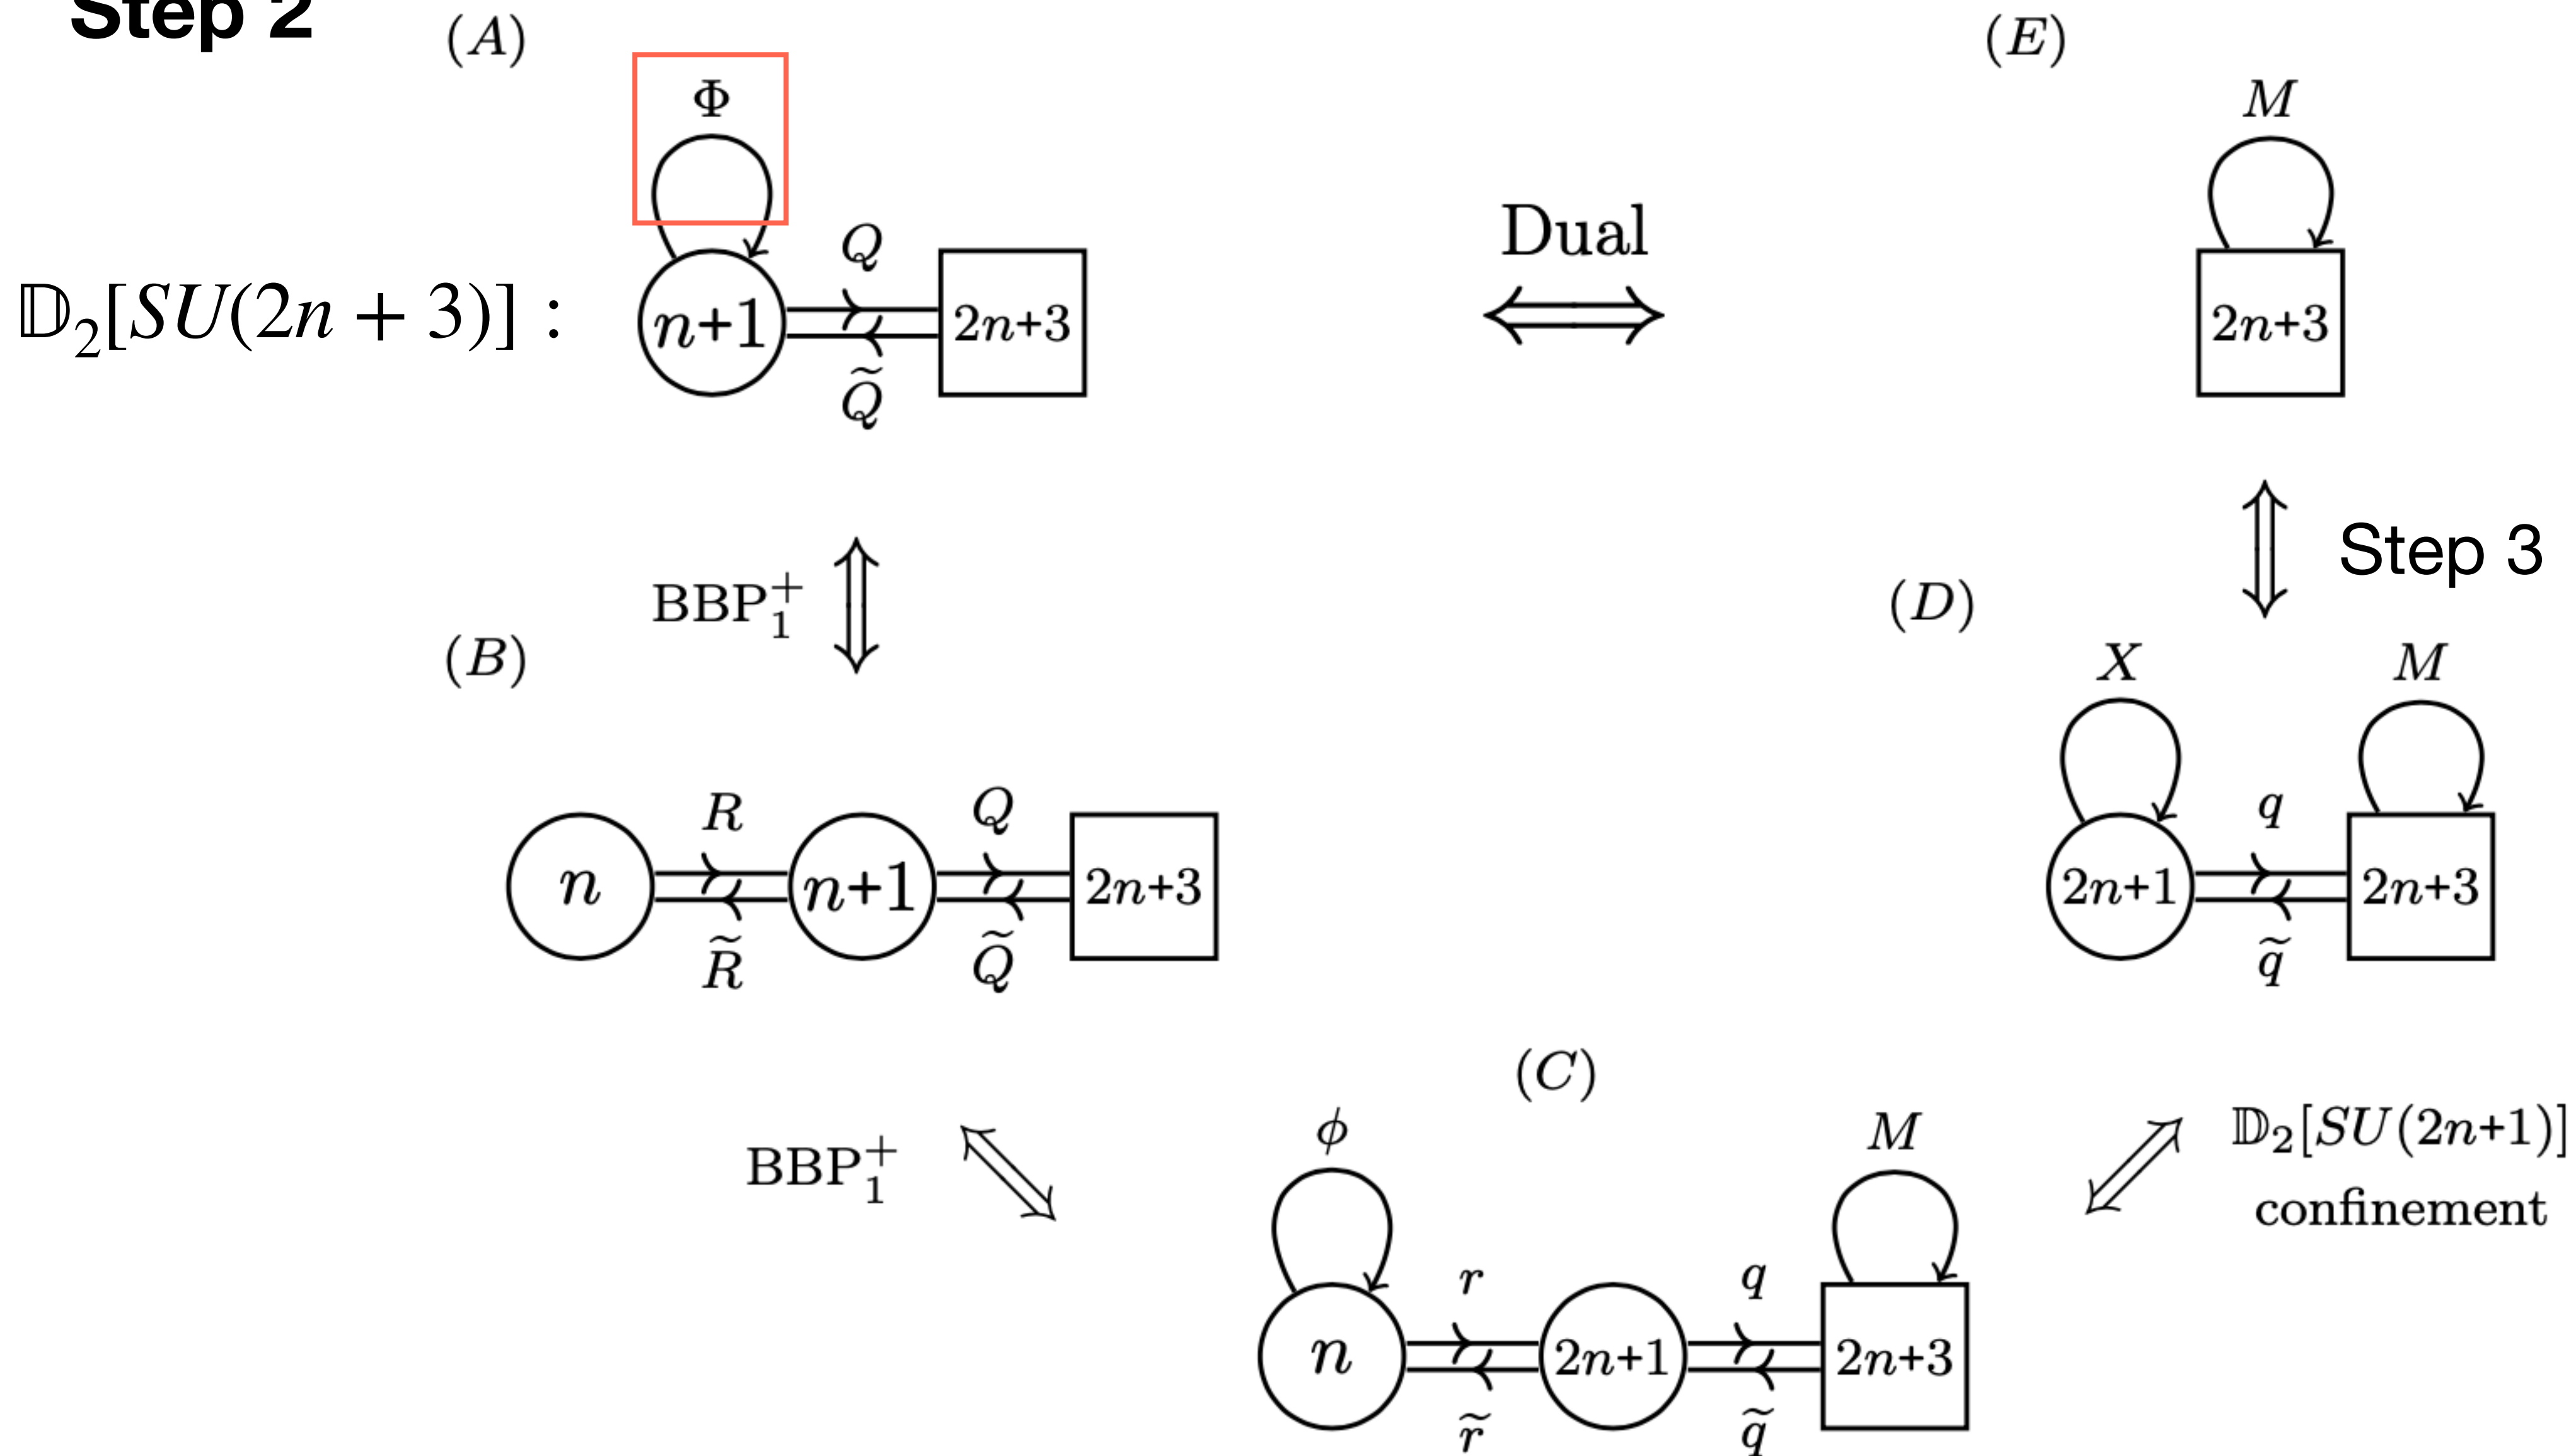 Step 2
(A)
Φ
𝔻₂[SU(2n + 3)] :
n+1
Q
Q̃
2n+3
Dual
(E)
M
2n+3
BBP₁⁺
Step 3
(B)
n
R
R̃
n+1
Q
Q̃
2n+3
(D)
X
M
2n+1
q
q̃
2n+3
BBP₁⁺
(C)
ϕ
M
n
r
r̃
2n+1
q
q̃
2n+3
𝔻₂[SU(2n+1)]
confinement